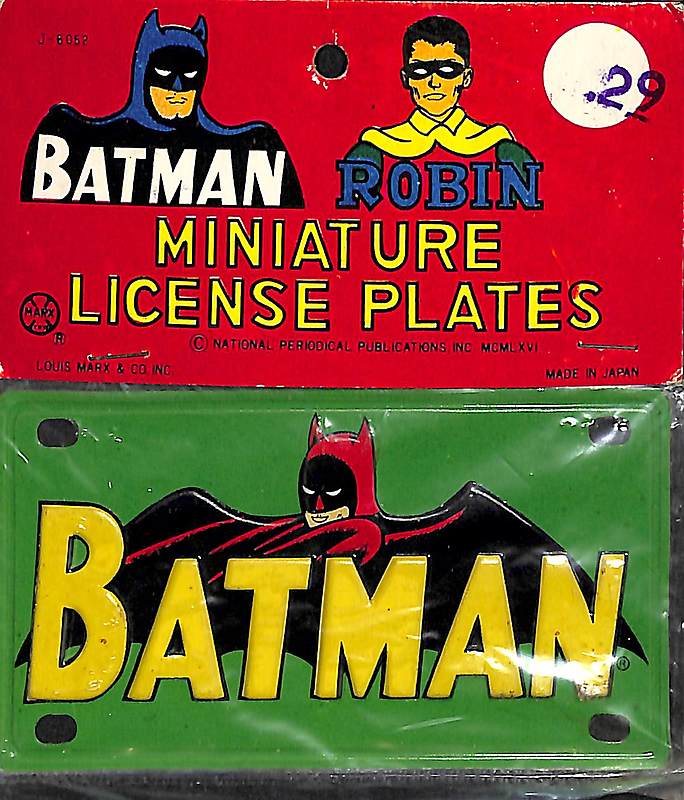 J-6052
.29
BATMAN
ROBIN
MINIATURE
LICENSE PLATES
MARX
®
© NATIONAL PERIODICAL PUBLICATIONS, INC. MCMLXVI
LOUIS MARX & CO. INC.
MADE IN JAPAN
BATMAN
®